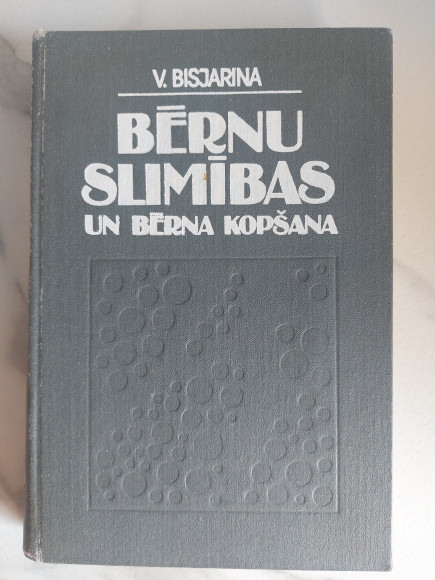 V. BISJARINA
BĒRNU
SLIMĪBAS
UN BĒRNA KOPŠANA